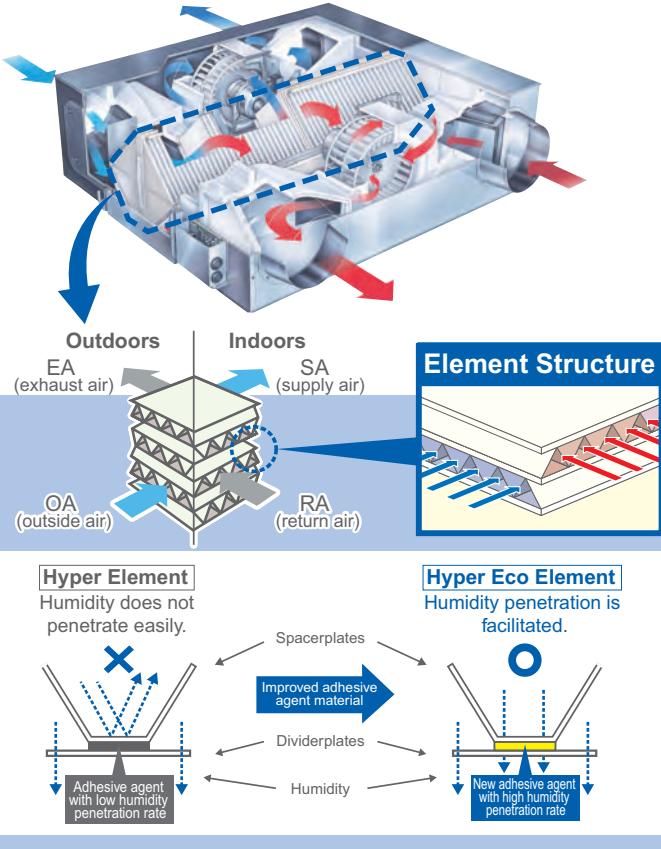 Outdoors Indoors
EA
(exhaust air)
SA
(supply air)
Element Structure
OA
(outside air)
RA
(return air)
Hyper Element
Humidity does not
penetrate easily.
Hyper Eco Element
Humidity penetration is
facilitated.
Spacerplates
Improved adhesive
agent material
Dividerplates
Humidity
Adhesive agent
with low humidity
penetration rate
New adhesive agent
with high humidity
penetration rate